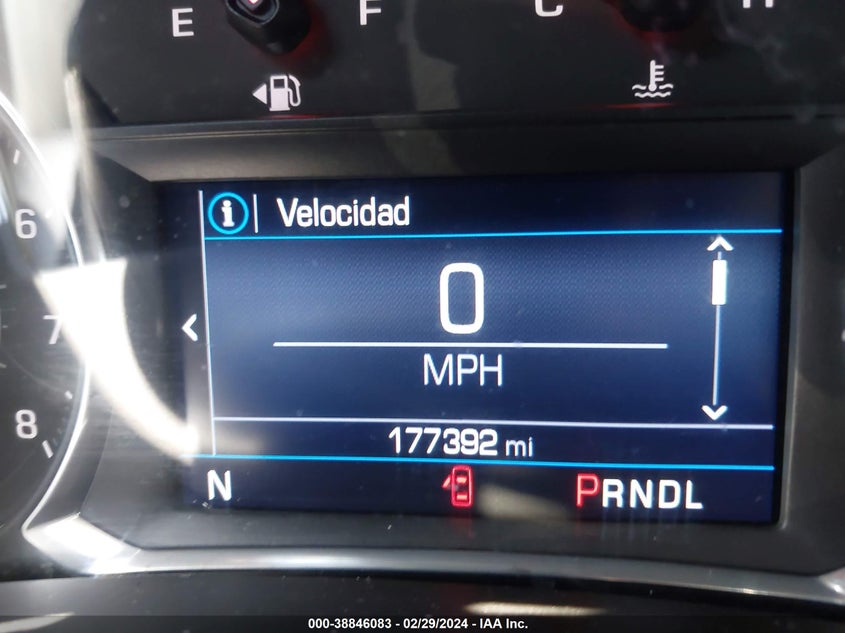 E F C H
6
7
8
i Velocidad
0
MPH
177392 mi
N PRNDL
000-38846083 - 02/29/2024 - IAA Inc.